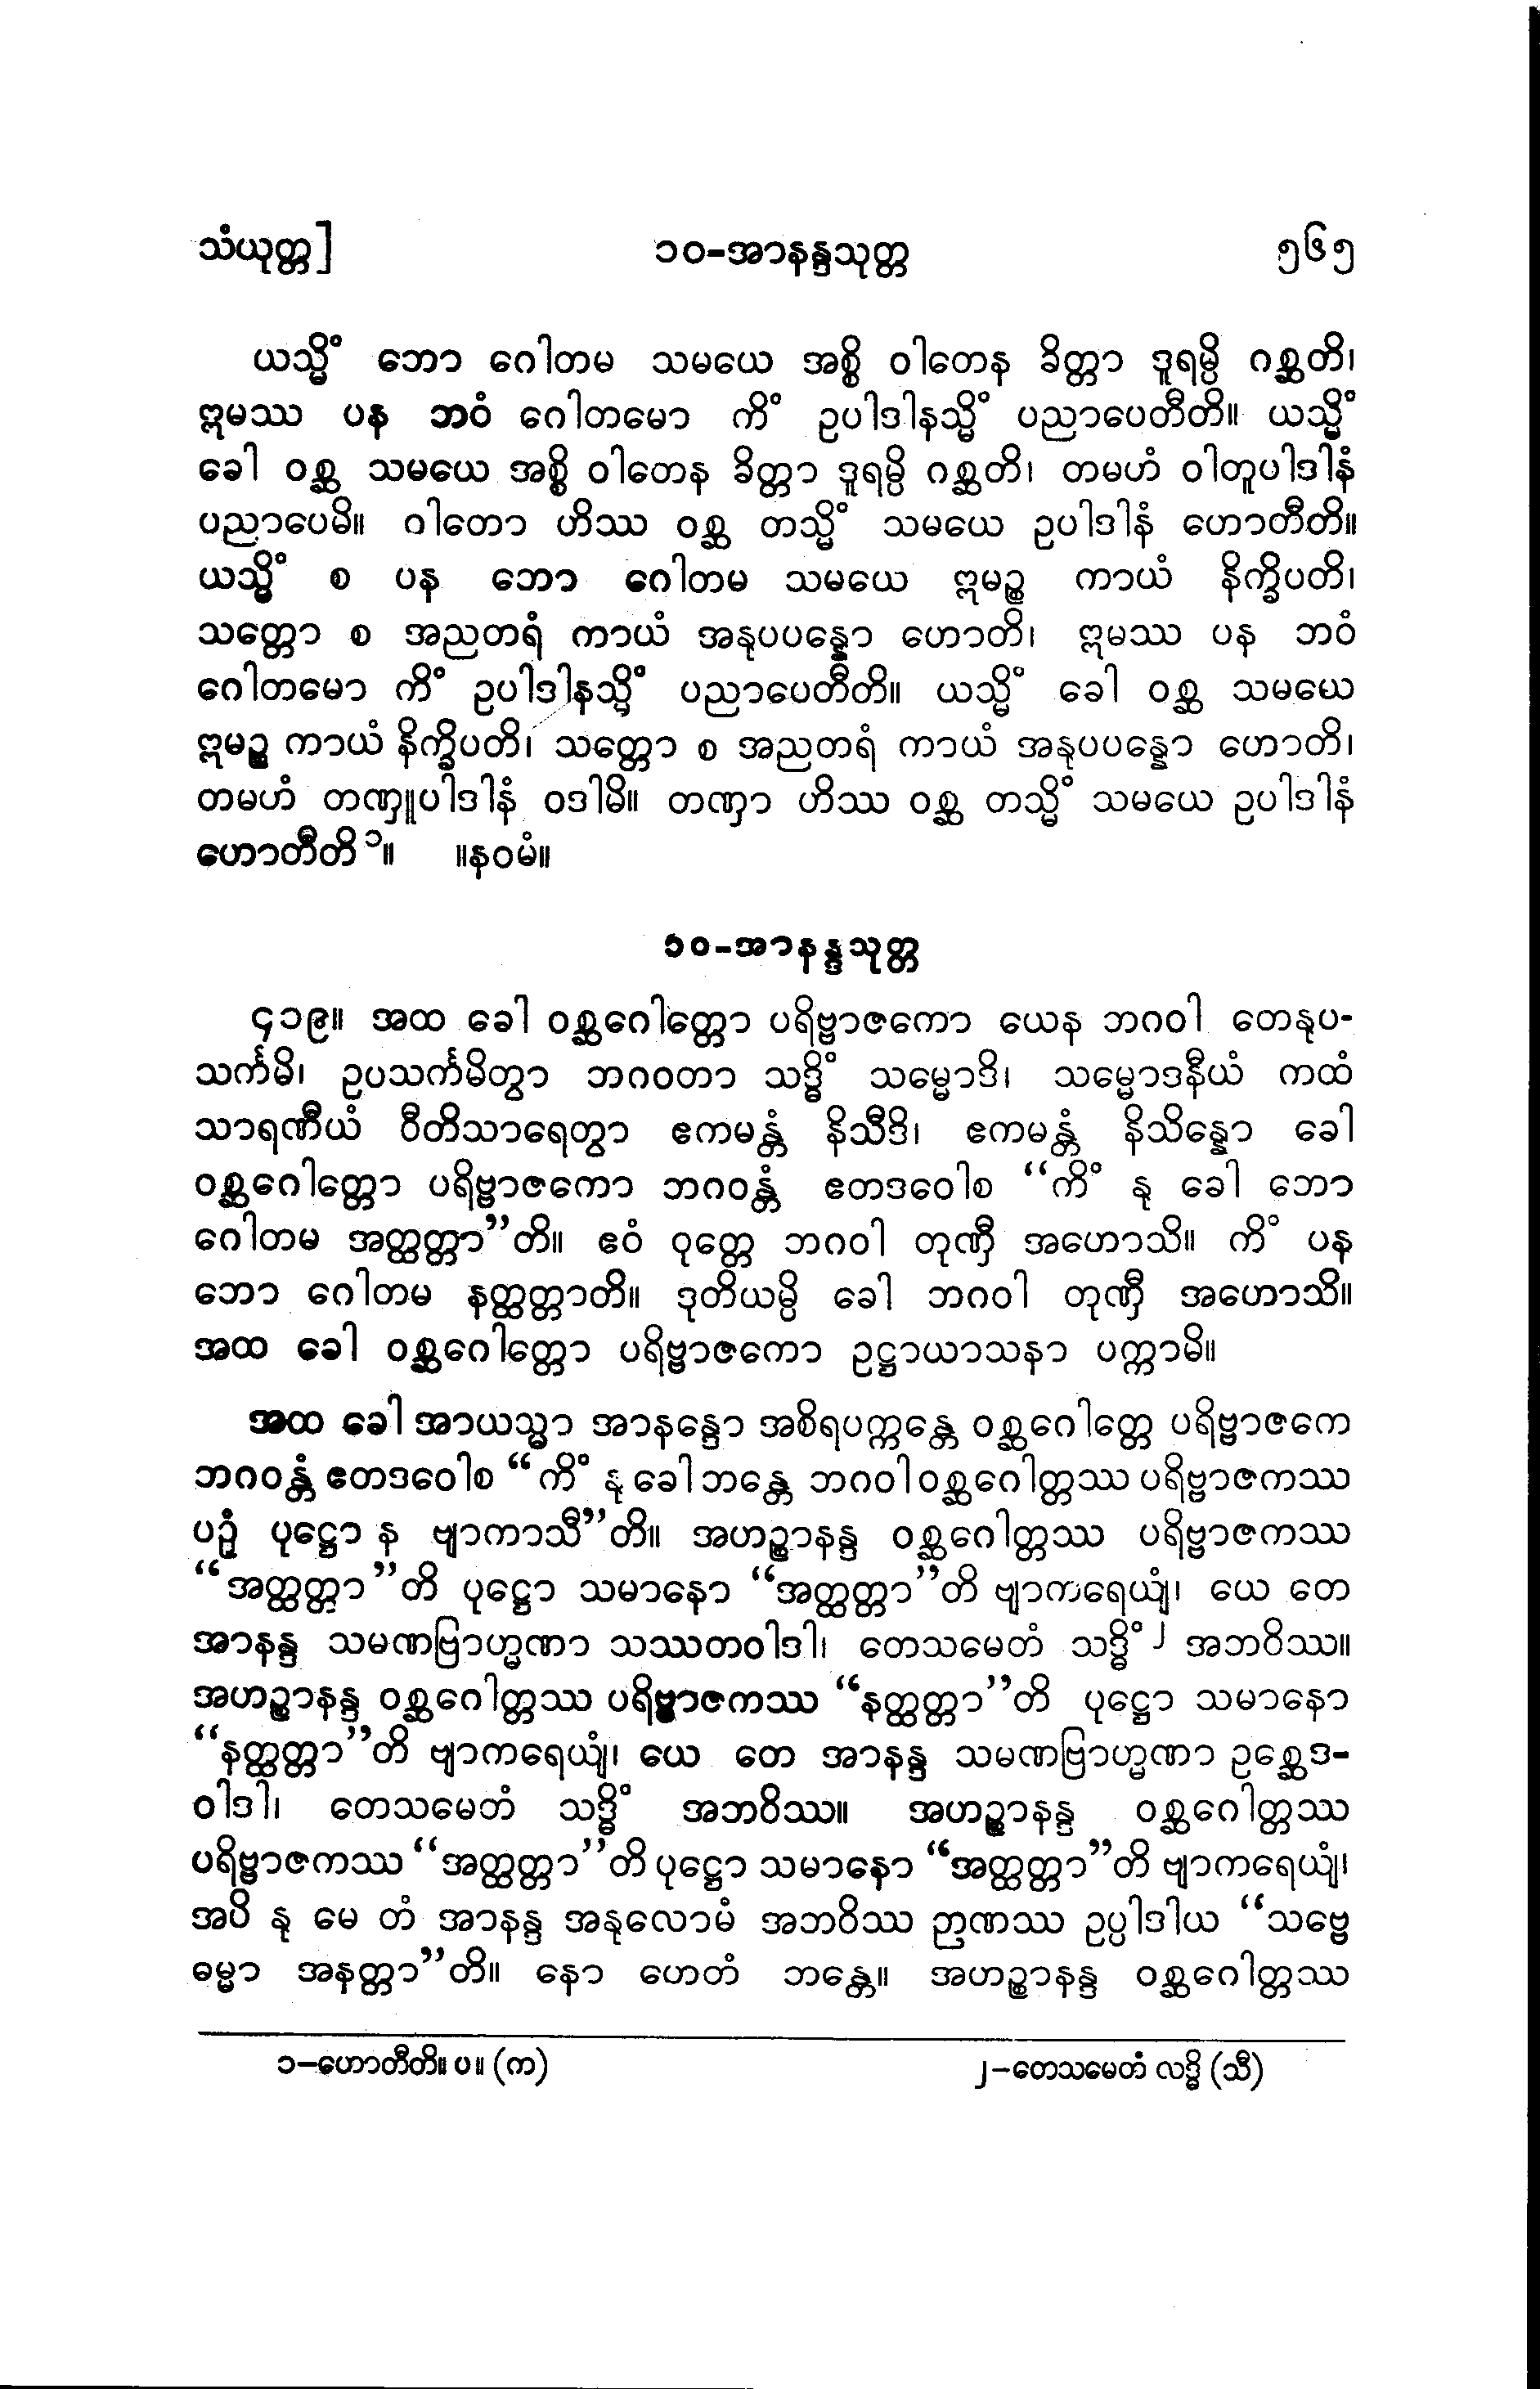 သံယုတ္တ] ၁၀-အာနန္ဒသုတ္တ ၅၆၅
ယသ္မိံ ဘော ဂေါတမ သမယေ အစ္စိ ဝါတေန ခိတ္တာ ဒူရမ္ပိ ဂစ္ဆတိ၊
ဣမဿ ပန ဘဝံ ဂေါတမော ကိံ ဥပါဒါနသ္မိံ ပညာပေတီတိ။ ယသ္မိံ
ခေါ ဝစ္ဆ သမယေ အစ္စိ ဝါတေန ခိတ္တာ ဒူရမ္ပိ ဂစ္ဆတိ၊ တမဟံ ဝါတူပါဒါနံ
ပညာပေမိ။ ဝါတော ဟိဿ ဝစ္ဆ တသ္မိံ သမယေ ဥပါဒါနံ ဟောတီတိ။
ယသ္မိံ စ ပန ဘော ဂေါတမ သမယေ ဣမဉ္စ ကာယံ နိက္ခိပတိ၊
သတ္တော စ အညတရံ ကာယံ အနုပပန္နော ဟောတိ၊ ဣမဿ ပန ဘဝံ
ဂေါတမော ကိံ ဥပါဒါနသ္မိံ ပညာပေတီတိ။ ယသ္မိံ ခေါ ဝစ္ဆ သမယေ
ဣမဉ္စ ကာယံ နိက္ခိပတိ၊ သတ္တော စ အညတရံ ကာယံ အနုပပန္နော ဟောတိ၊
တမဟံ တဏှူပါဒါနံ ဝဒါမိ။ တဏှာ ဟိဿ ဝစ္ဆ တသ္မိံ သမယေ ဥပါဒါနံ
ဟောတီတိ ၁။ ။နဝမံ။
၁၀-အာနန္ဒသုတ္တ
၄၁၉။ အထ ခေါ ဝစ္ဆဂေါတ္တော ပရိဗ္ဗာဇကော ယေန ဘဂဝါ တေနုပ-
သင်္ကမိ၊ ဥပသင်္ကမိတွာ ဘဂဝတာ သဒ္ဓိံ သမ္မောဒိ၊ သမ္မောဒနီယံ ကထံ
သာရဏီယံ ဝီတိသာရေတွာ ဧကမန္တံ နိသီဒိ၊ ဧကမန္တံ နိသိန္နော ခေါ
ဝစ္ဆဂေါတ္တော ပရိဗ္ဗာဇကော ဘဂဝန္တံ ဧတဒဝေါစ “ကိံ နု ခေါ ဘော
ဂေါတမ အတ္ထတ္တာ”တိ။ ဧဝံ ဝုတ္တေ ဘဂဝါ တုဏှီ အဟောသိ။ ကိံ ပန
ဘော ဂေါတမ နတ္ထတ္တာတိ။ ဒုတိယမ္ပိ ခေါ ဘဂဝါ တုဏှီ အဟောသိ။
အထ ခေါ ဝစ္ဆဂေါတ္တော ပရိဗ္ဗာဇကော ဥဋ္ဌာယာသနာ ပက္ကာမိ။
အထ ခေါ အာယသ္မာ အာနန္ဒော အစိရပက္ကန္တေ ဝစ္ဆဂေါတ္တေ ပရိဗ္ဗာဇကေ
ဘဂဝန္တံ ဧတဒဝေါစ “ကိံ နု ခေါ ဘန္တေ ဘဂဝါ ဝစ္ဆဂေါတ္တဿ ပရိဗ္ဗာဇကဿ
ပဉှံ ပုဋ္ဌော န ဗျာကာသီ”တိ။ အဟဉ္စာနန္ဒ ဝစ္ဆဂေါတ္တဿ ပရိဗ္ဗာဇကဿ
“အတ္ထတ္တာ”တိ ပုဋ္ဌော သမာနော “အတ္ထတ္တာ”တိ ဗျာကရေယျံ၊ ယေ တေ
အာနန္ဒ သမဏဗြာဟ္မဏာ သဿတဝါဒါ၊ တေသမေတံ သဒ္ဓိံ ၂ အဘဝိဿ။
အဟဉ္စာနန္ဒ ဝစ္ဆဂေါတ္တဿ ပရိဗ္ဗာဇကဿ “နတ္ထတ္တာ”တိ ပုဋ္ဌော သမာနော
“နတ္ထတ္တာ”တိ ဗျာကရေယျံ၊ ယေ တေ အာနန္ဒ သမဏဗြာဟ္မဏာ ဥစ္ဆေဒ-
ဝါဒါ၊ တေသမေတံ သဒ္ဓိံ အဘဝိဿ။ အဟဉ္စာနန္ဒ ဝစ္ဆဂေါတ္တဿ
ပရိဗ္ဗာဇကဿ “အတ္ထတ္တာ”တိ ပုဋ္ဌော သမာနော “အတ္ထတ္တာ”တိ ဗျာကရေယျံ၊
အပိ နု မေ တံ အာနန္ဒ အနုလောမံ အဘဝိဿ ဉာဏဿ ဥပ္ပါဒါယ “သဗ္ဗေ
ဓမ္မာ အနတ္တာ”တိ။ နော ဟေတံ ဘန္တေ။ အဟဉ္စာနန္ဒ ဝစ္ဆဂေါတ္တဿ
၁-ဟောတီတိ။ ပ။ (က) ၂-တေသမေတံ လဒ္ဓိ (သီ)